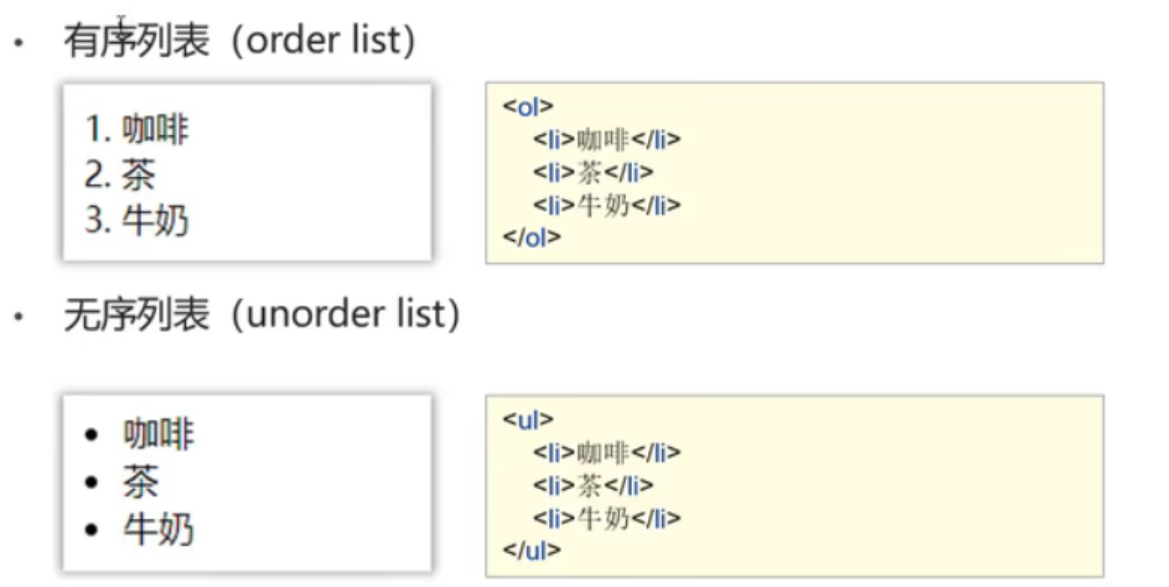 • 有序列表（order list）
1. 咖啡
2. 茶
3. 牛奶
<ol>
<li>咖啡</li>
<li>茶</li>
<li>牛奶</li>
</ol>
• 无序列表（unorder list）
• 咖啡
• 茶
• 牛奶
<ul>
<li>咖啡</li>
<li>茶</li>
<li>牛奶</li>
</ul>